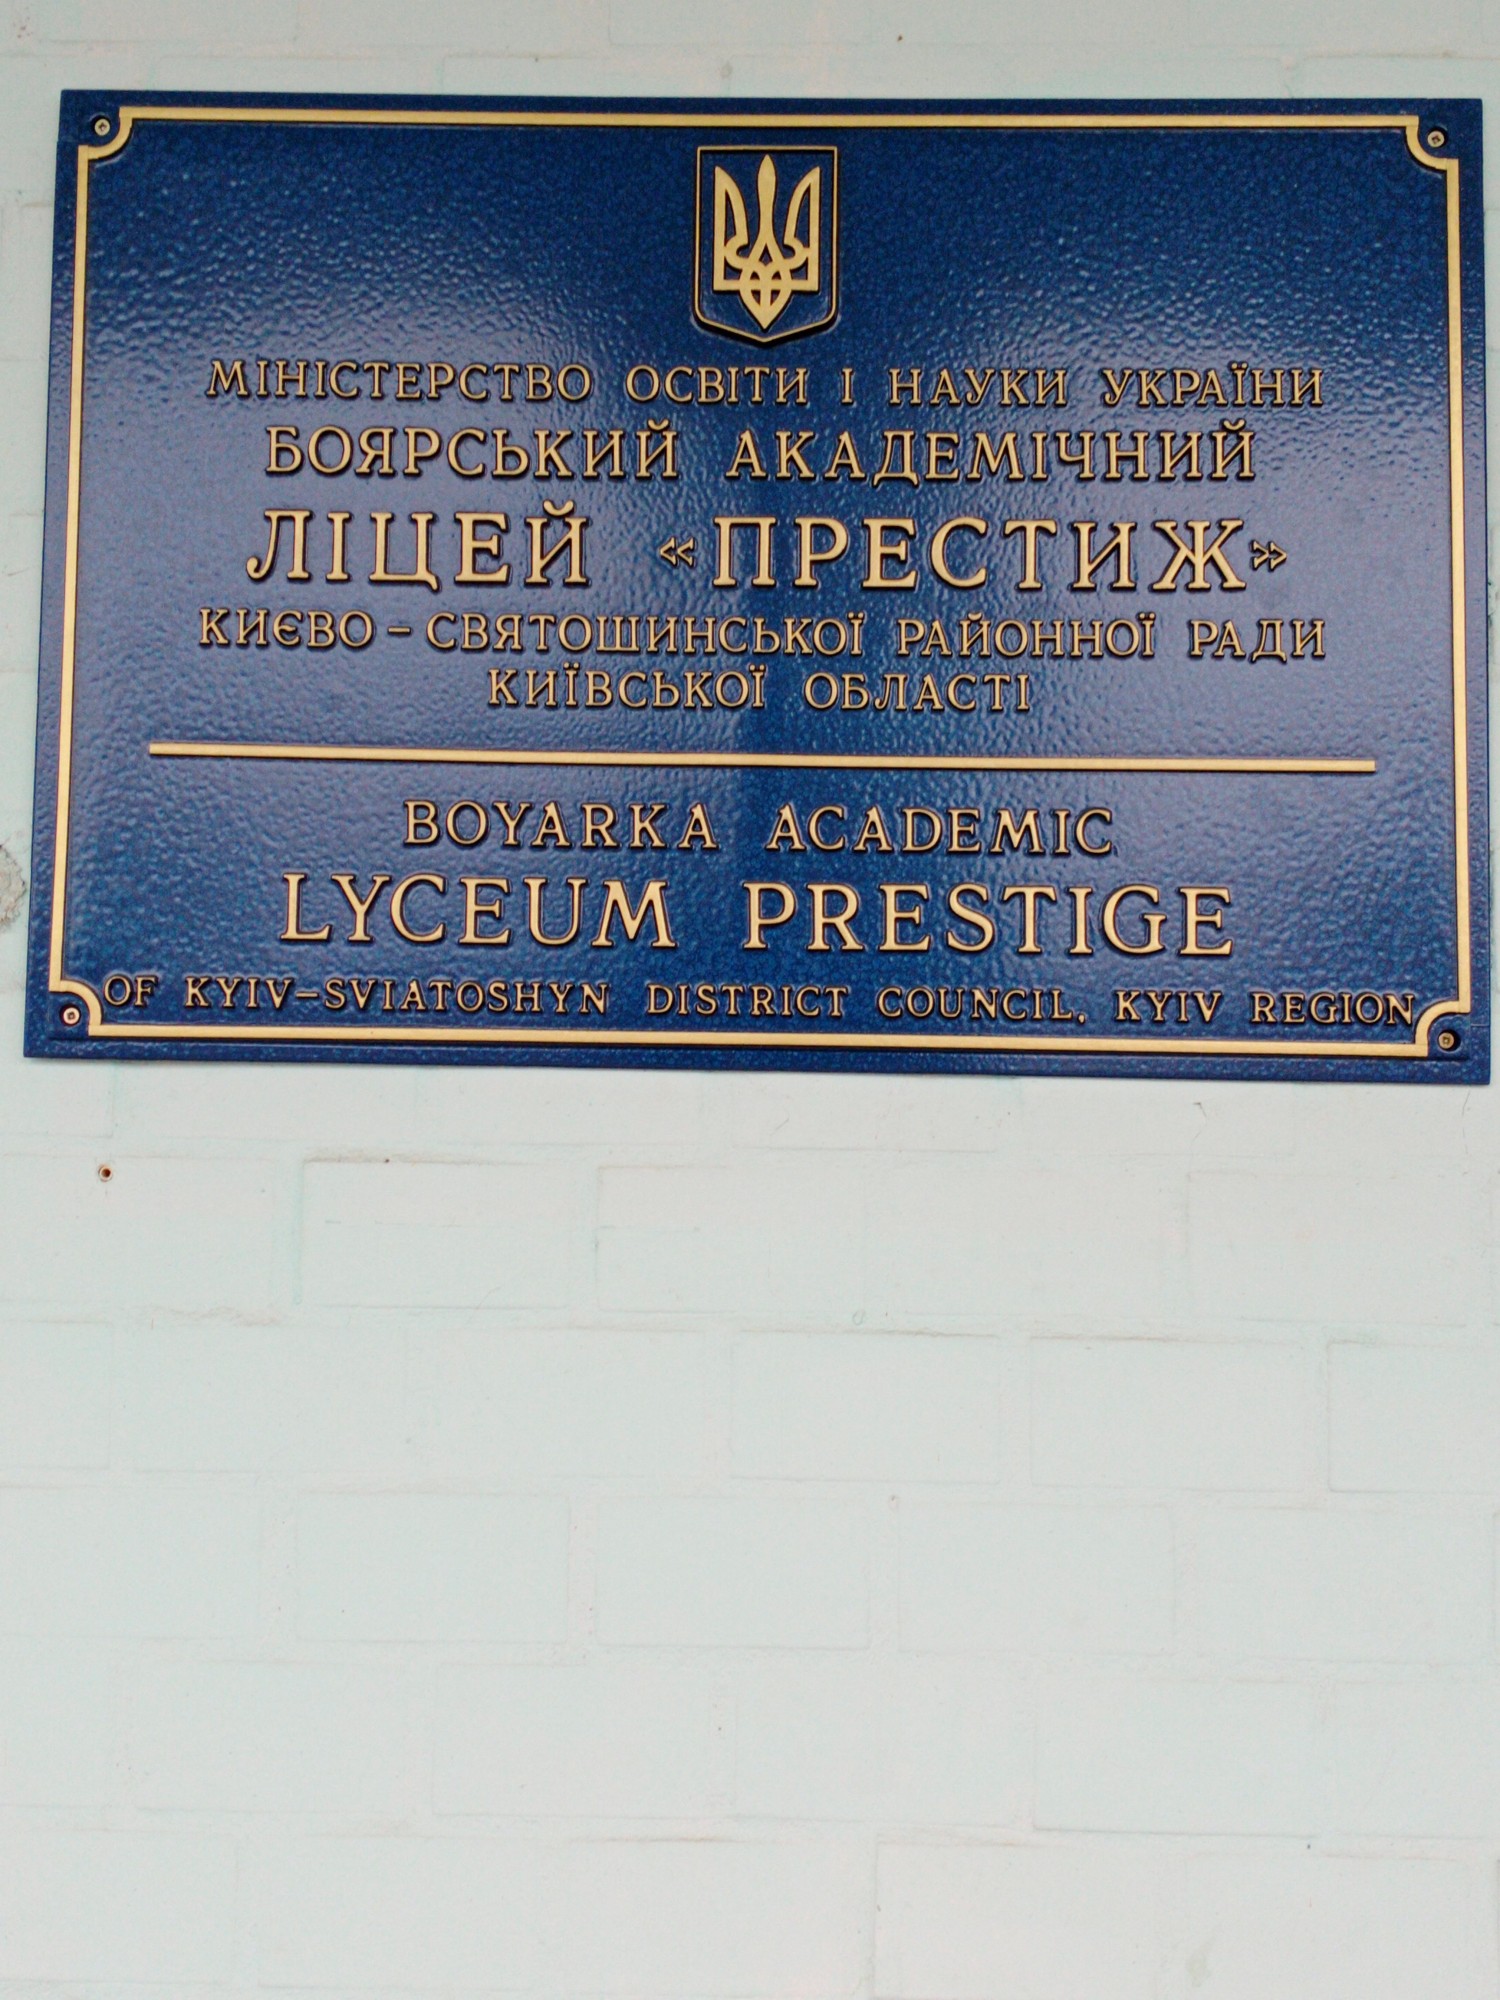 МІНІСТЕРСТВО ОСВІТИ І НАУКИ УКРАЇНИ
БОЯРСЬКИЙ АКАДЕМІЧНИЙ
ЛІЦЕЙ «ПРЕСТИЖ»
КИЄВО-СВЯТОШИНСЬКОЇ РАЙОННОЇ РАДИ
КИЇВСЬКОЇ ОБЛАСТІ
BOYARKA ACADEMIC
LYCEUM PRESTIGE
OF KYIV-SVIATOSHYN DISTRICT COUNCIL, KYIV REGION